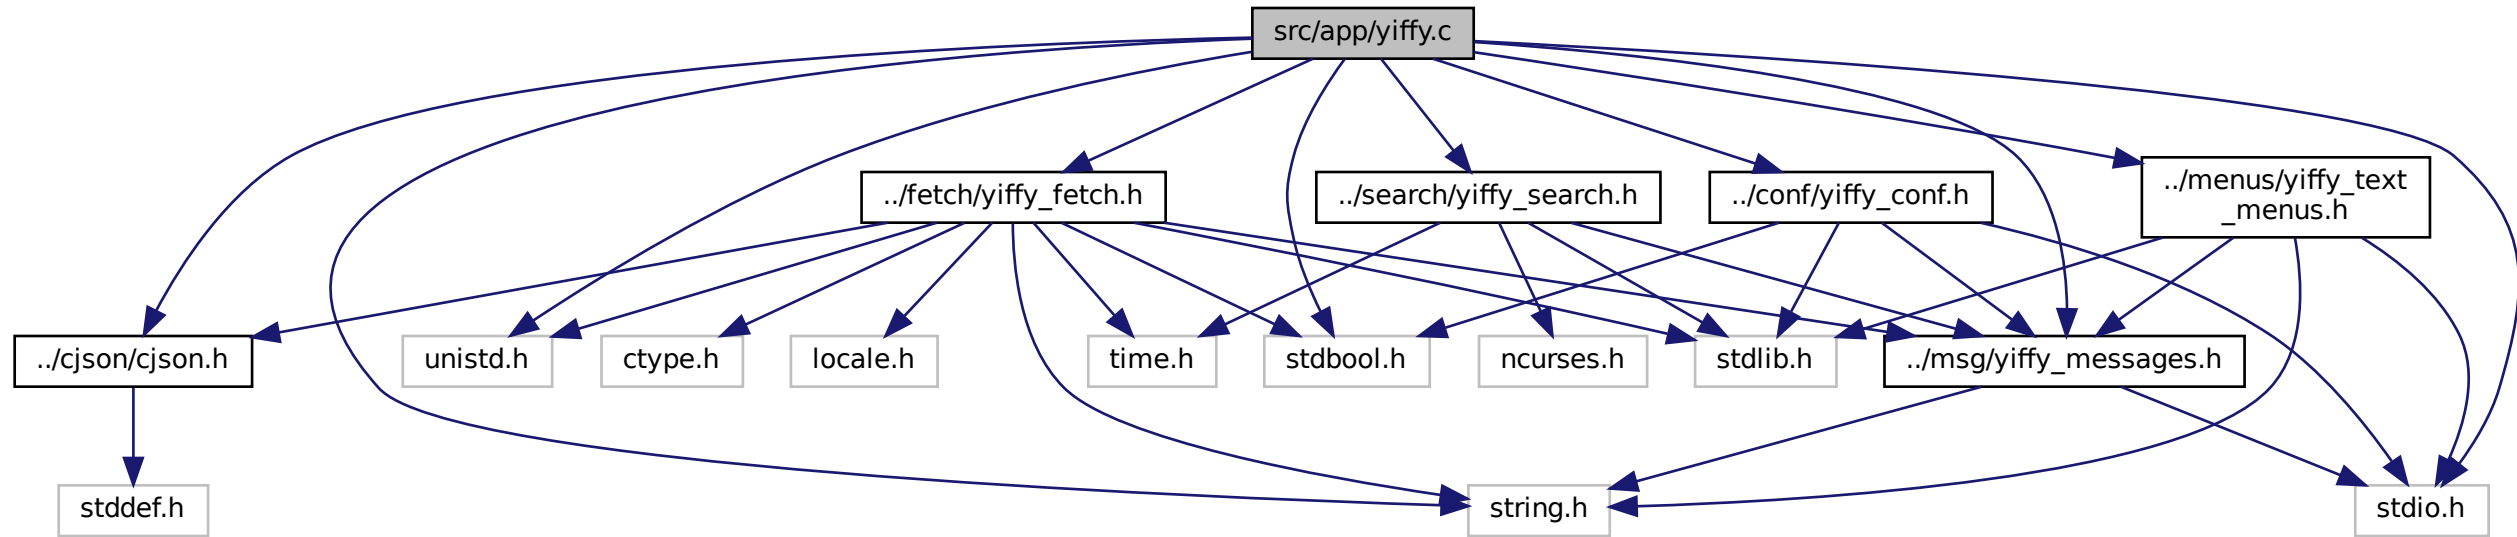 src/app/yiffy.c
../fetch/yiffy_fetch.h
../search/yiffy_search.h
../conf/yiffy_conf.h
../menus/yiffy_text
_menus.h
../cjson/cjson.h
unistd.h
ctype.h
locale.h
time.h
stdbool.h
ncurses.h
stdlib.h
../msg/yiffy_messages.h
stddef.h
string.h
stdio.h